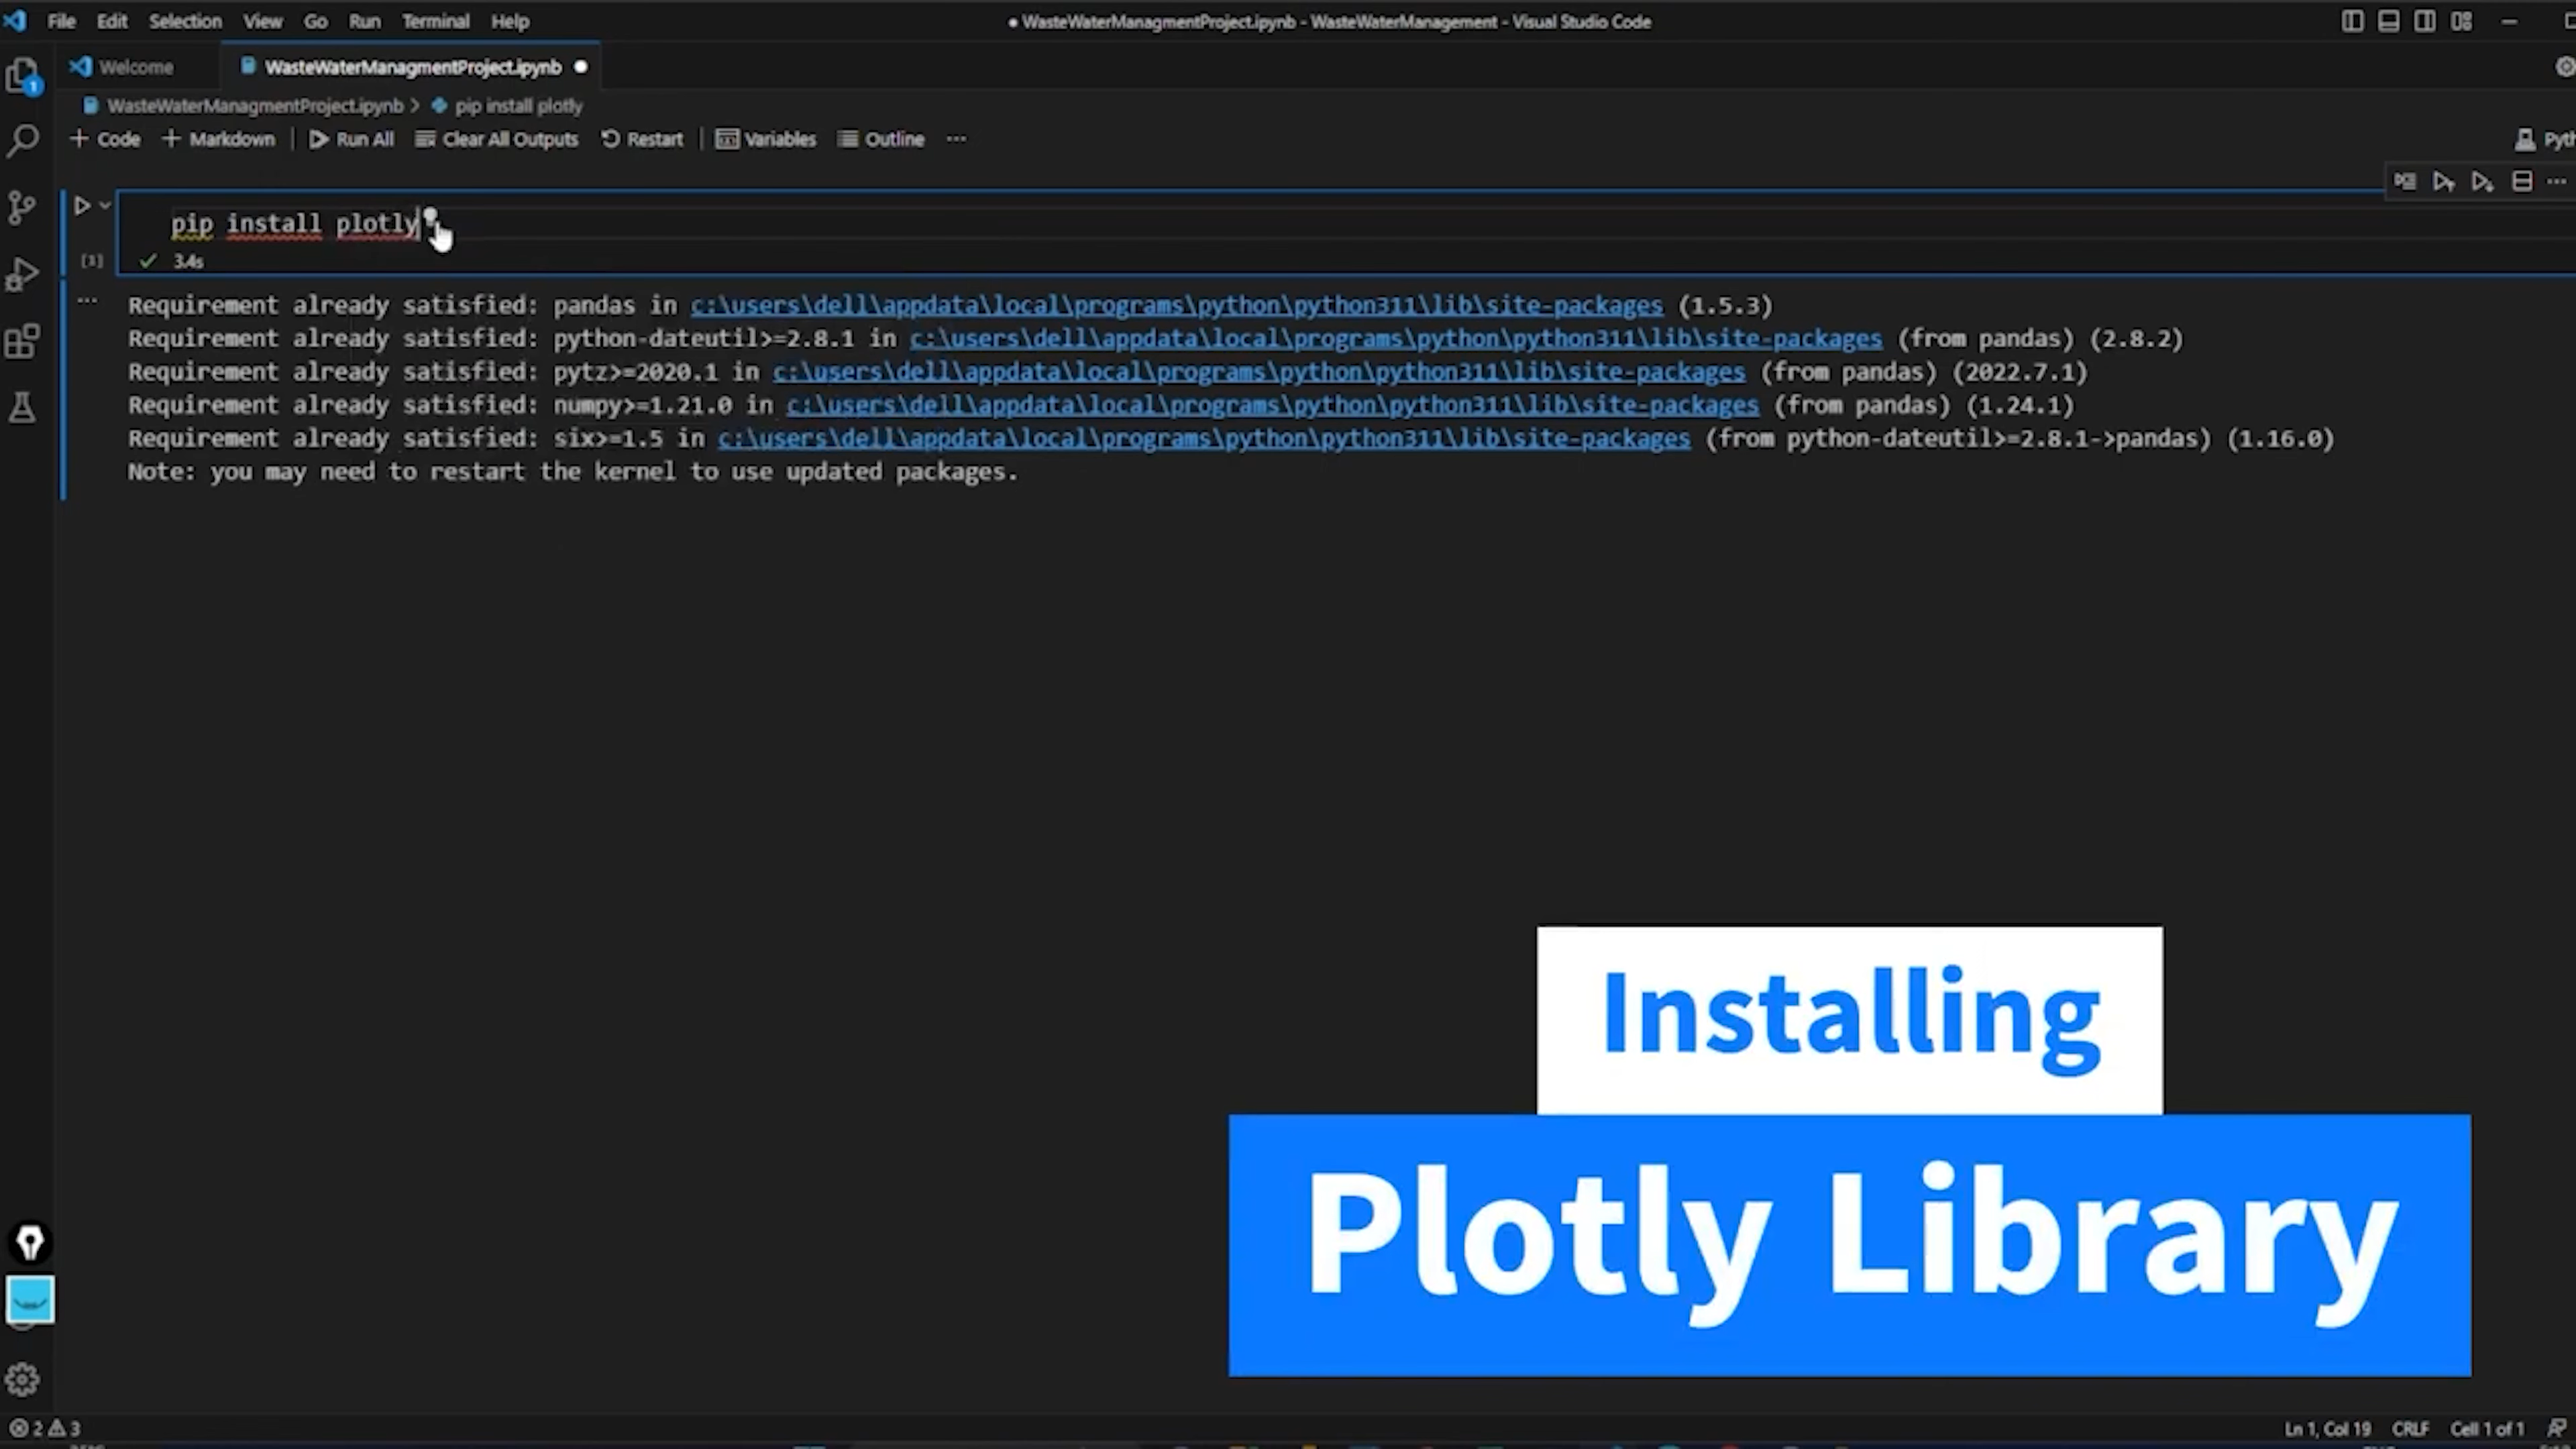 File Edit Selection View Go Run Terminal Help
● WasteWaterManagmentProject.ipynb - WasteWaterManagement - Visual Studio Code
1
Welcome
WasteWaterManagmentProject.ipynb ●
WasteWaterManagmentProject.ipynb > pip install plotly
+ Code + Markdown | Run All Clear All Outputs Restart | Variables Outline ...
Pyth
pip install plotly
[1] ✓ 3.4s
... Requirement already satisfied: pandas in c:\users\dell\appdata\local\programs\python\python311\lib\site-packages (1.5.3)
Requirement already satisfied: python-dateutil>=2.8.1 in c:\users\dell\appdata\local\programs\python\python311\lib\site-packages (from pandas) (2.8.2)
Requirement already satisfied: pytz>=2020.1 in c:\users\dell\appdata\local\programs\python\python311\lib\site-packages (from pandas) (2022.7.1)
Requirement already satisfied: numpy>=1.21.0 in c:\users\dell\appdata\local\programs\python\python311\lib\site-packages (from pandas) (1.24.1)
Requirement already satisfied: six>=1.5 in c:\users\dell\appdata\local\programs\python\python311\lib\site-packages (from python-dateutil>=2.8.1->pandas) (1.16.0)
Note: you may need to restart the kernel to use updated packages.
Installing
Plotly Library
2 3
Ln 1, Col 19 CRLF Cell 1 of 1